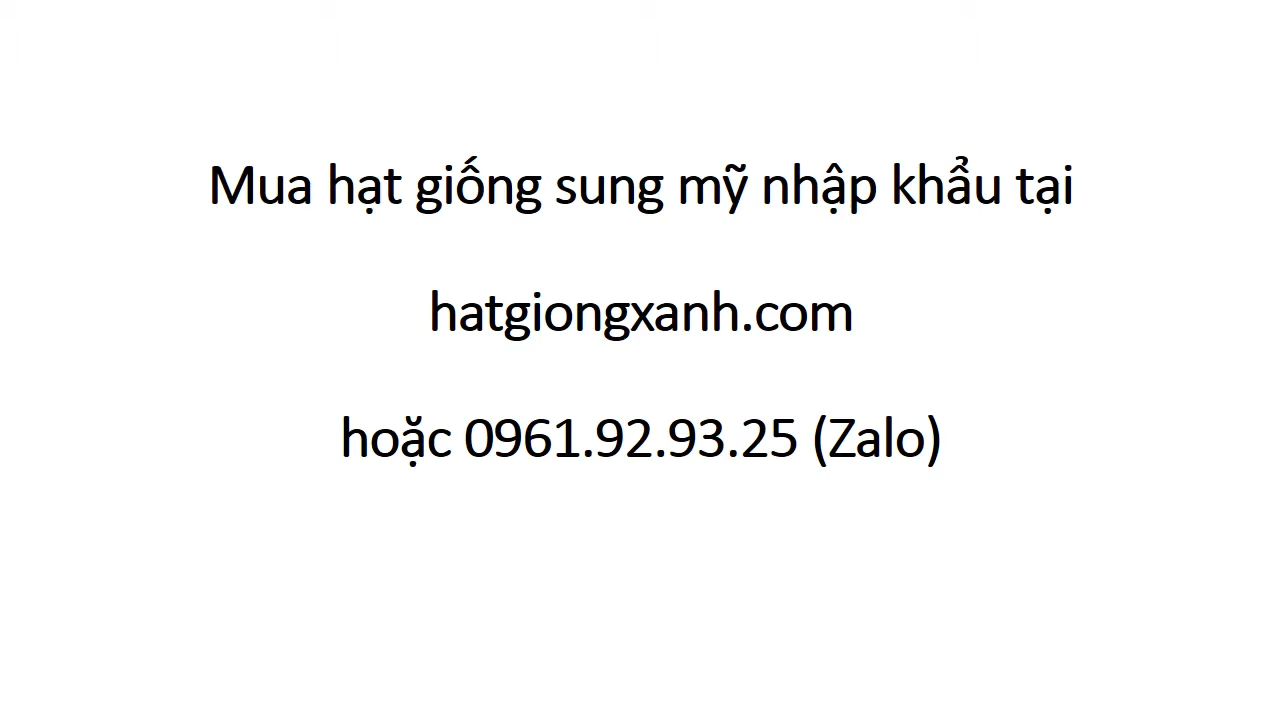 Mua hạt giống sung mỹ nhập khẩu tại
hatgiongxanh.com
hoặc 0961.92.93.25 (Zalo)